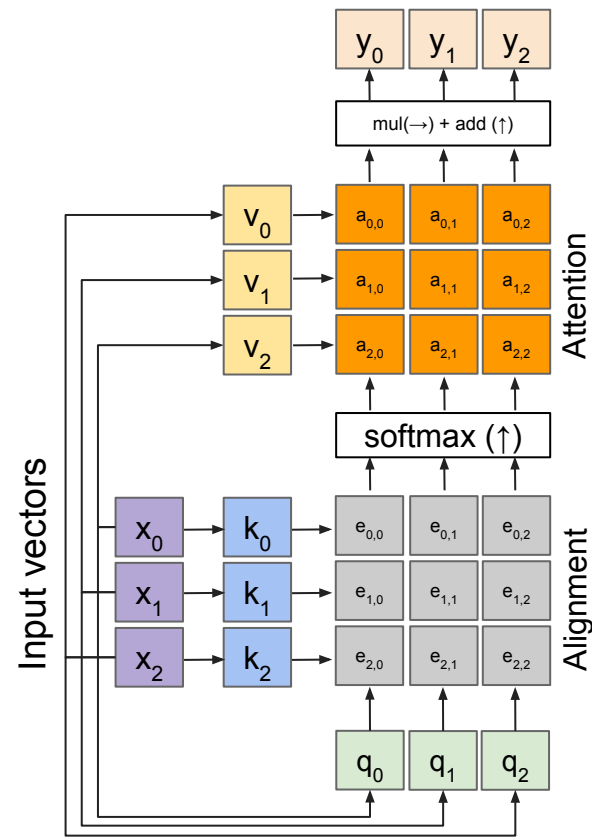 y0 y1 y2
mul(→) + add (↑)
v0 a0,0 a0,1 a0,2
v1 a1,0 a1,1 a1,2
v2 a2,0 a2,1 a2,2
Attention
softmax (↑)
Input vectors
x0 k0 e0,0 e0,1 e0,2
x1 k1 e1,0 e1,1 e1,2
x2 k2 e2,0 e2,1 e2,2
Alignment
q0 q1 q2